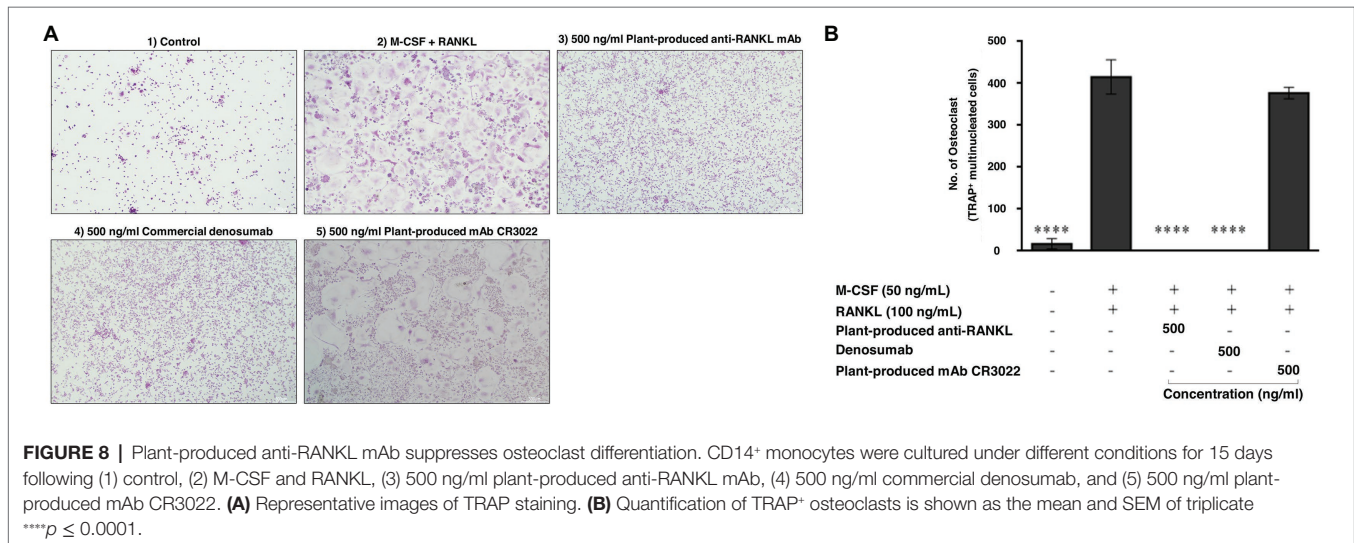 A
1) Control
2) M-CSF + RANKL
3) 500 ng/ml Plant-produced anti-RANKL mAb
4) 500 ng/ml Commercial denosumab
5) 500 ng/ml Plant-produced mAb CR3022
B
No. of Osteoclast
(TRAP⁺ multinucleated cells)
500
400
300
200
100
0
**** **** ****
M-CSF (50 ng/mL) - + + + +
RANKL (100 ng/mL) - + + + +
Plant-produced anti-RANKL - - 500 - -
Denosumab - - - 500 -
Plant-produced mAb CR3022 - - - - 500
Concentration (ng/ml)
FIGURE 8 | Plant-produced anti-RANKL mAb suppresses osteoclast differentiation. CD14⁺ monocytes were cultured under different conditions for 15 days
following (1) control, (2) M-CSF and RANKL, (3) 500 ng/ml plant-produced anti-RANKL mAb, (4) 500 ng/ml commercial denosumab, and (5) 500 ng/ml plant-
produced mAb CR3022. (A) Representative images of TRAP staining. (B) Quantification of TRAP⁺ osteoclasts is shown as the mean and SEM of triplicate
****p ≤ 0.0001.